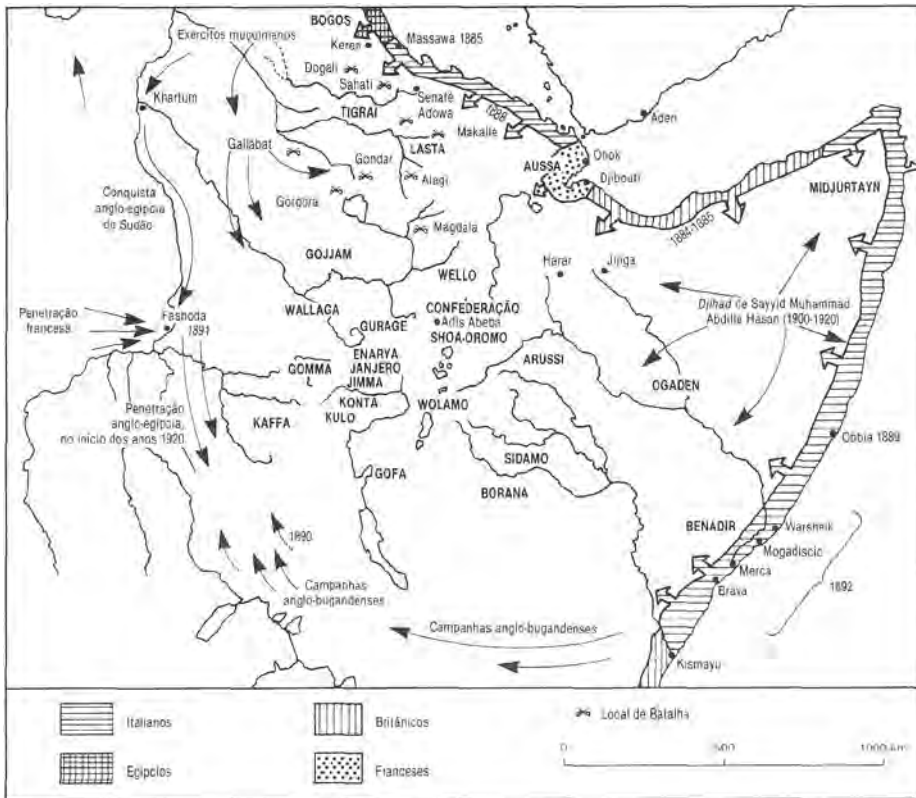 BOGOS
Exércitos muçulmanos
Keren
Massawa 1885
Dogali
Sahati
Khartum
Senafé
Adowa
1888
Aden
TIGRAI
Makalle
Gallabat
LASTA
Obok
AUSSA
Gondar
Djibouti
Alagi
MIDJURTAYN
Conquista
anglo-egípcia
do Sudão
Gorgora
Magdala
1884-1885
GOJJAM
Harar
Jijiga
WELLO
Djihad de Sayyid Muhammad
Abdille Hasan (1900-1920)
Penetração
francesa
Fashoda
1891
WALLAGA
CONFEDERAÇÃO
Adis Abeba
SHOA-OROMO
GURAGE
ENARYA
JANJERO
JIMMA
ARUSSI
GOMMA
OGADEN
Penetração
anglo-egípcia,
no início dos anos 1920.
KONTA
KULO
WOLAMO
KAFFA
Obbia 1889
SIDAMO
GOFA
BORANA
BENADIR
Warsheik
1890
Mogadiscio
Merca
Brava
1892
Campanhas
anglo-bugandenses
Campanhas anglo-bugandenses
Kismayu
Italianos
Britânicos
Local de Batalha
Egípcios
Franceses
0 500 1000 km